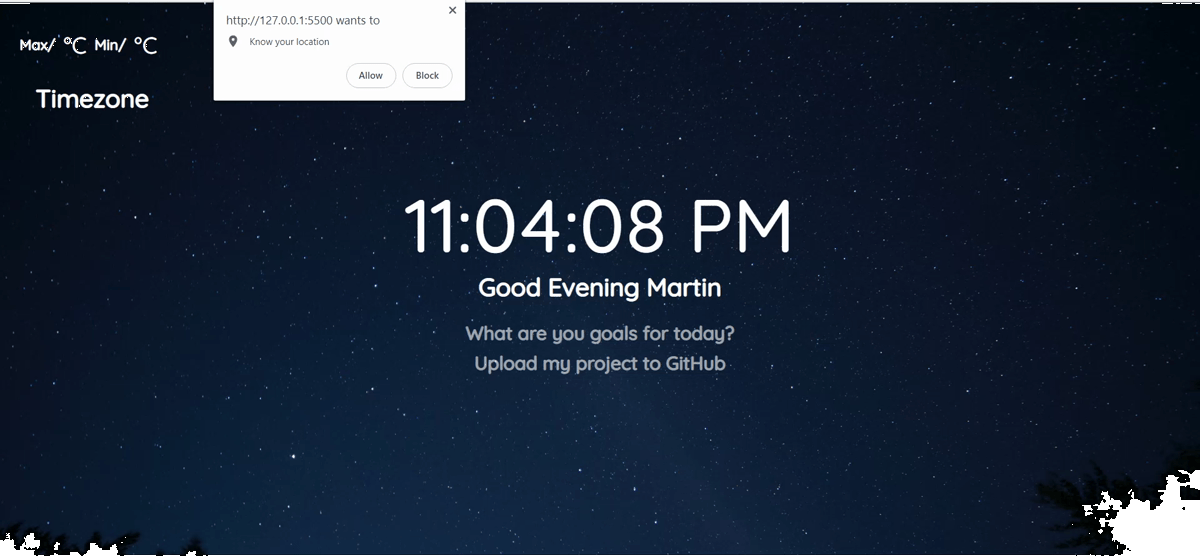 http://127.0.0.1:5500 wants to
Know your location
Allow Block
Max/ °C Min/ °C
Timezone
11:04:08 PM
Good Evening Martin
What are you goals for today?
Upload my project to GitHub